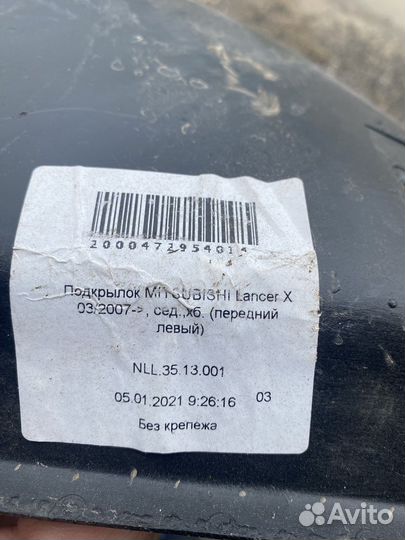 2000472954014
Подкрылок MITSUBISHI Lancer X
03/2007->, сед.,хб. (передний
левый)
NLL.35.13.001
05.01.2021 9:26:16 03
Без крепежа
Avito